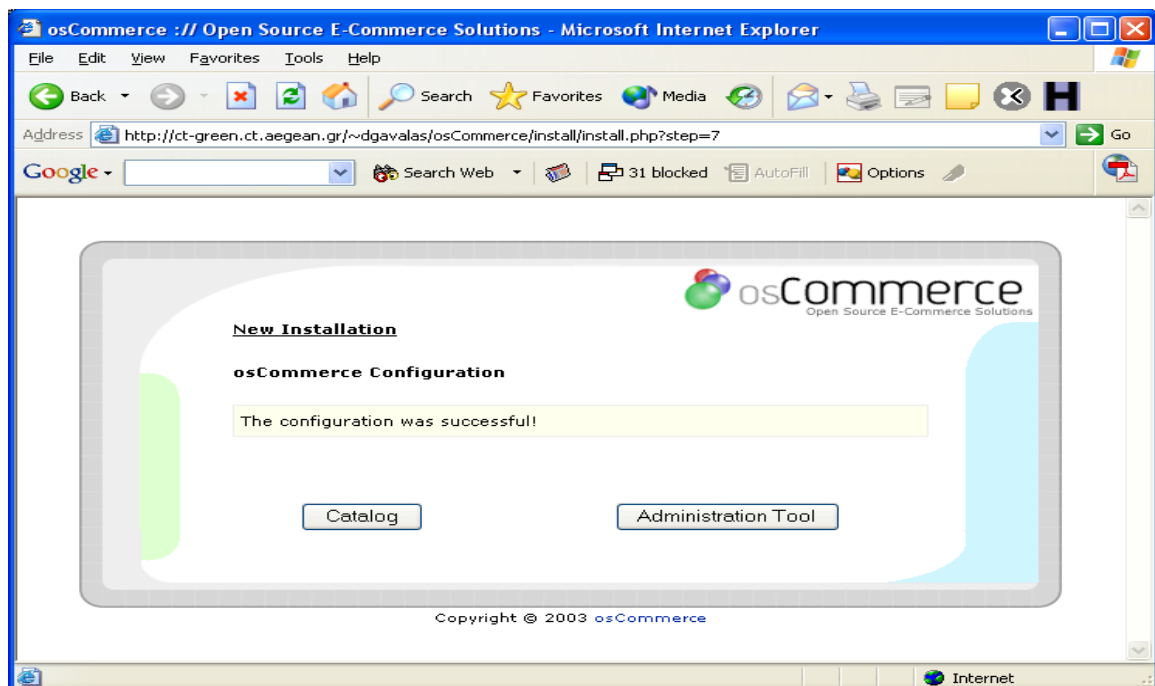 osCommerce :// Open Source E-Commerce Solutions - Microsoft Internet Explorer
File Edit View Favorites Tools Help
Back Search Favorites Media
Address http://ct-green.ct.aegean.gr/~dgavalas/osCommerce/install/install.php?step=7 Go
Google Search Web 31 blocked AutoFill Options
osCommerce
Open Source E-Commerce Solutions
New Installation
osCommerce Configuration
The configuration was successful!
Catalog Administration Tool
Copyright © 2003 osCommerce
Internet